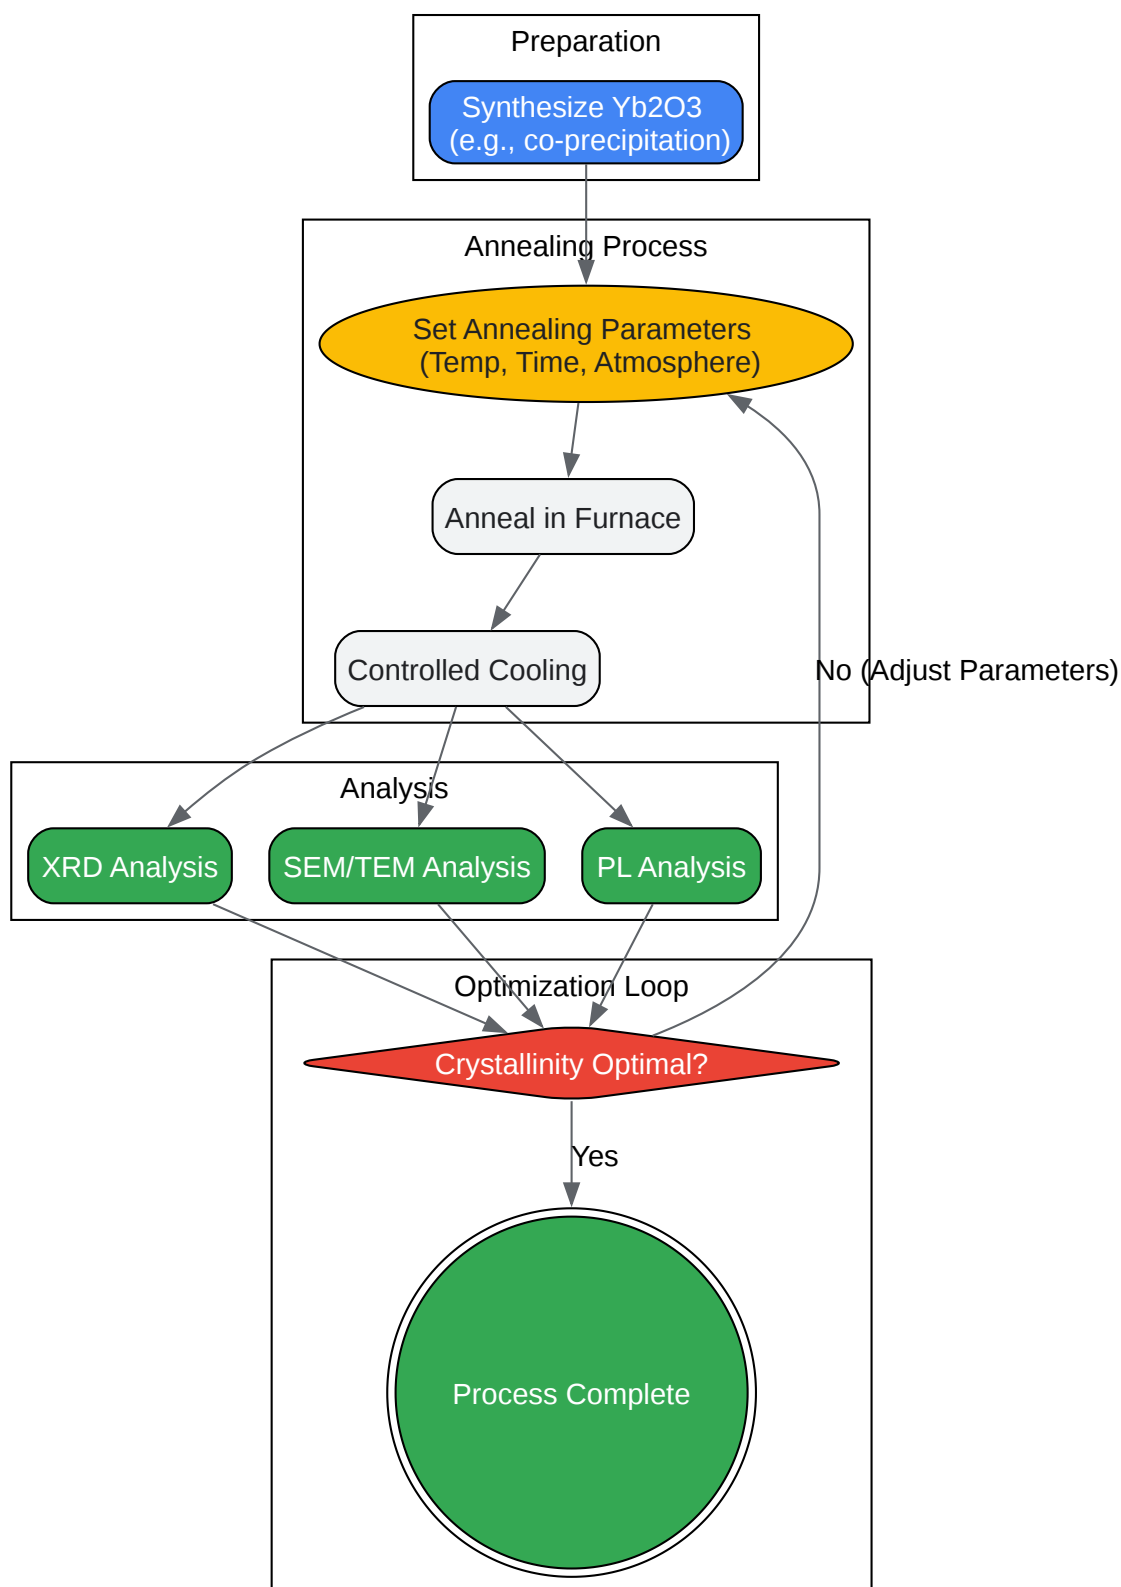 Preparation
Synthesize Yb2O3
(e.g., co-precipitation)
Annealing Process
Set Annealing Parameters
(Temp, Time, Atmosphere)
Anneal in Furnace
Controlled Cooling
No (Adjust Parameters)
Analysis
XRD Analysis
SEM/TEM Analysis
PL Analysis
Optimization Loop
Crystallinity Optimal?
Yes
Process Complete